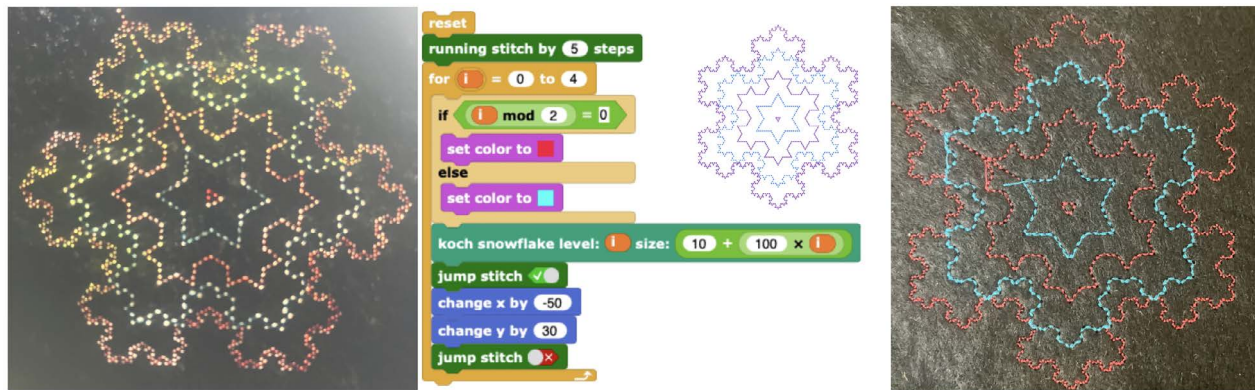 reset
running stitch by 5 steps
for i = 0 to 4
if i mod 2 = 0
set color to
else
set color to
koch snowflake level: i size: 10 + 100 × i
jump stitch
change x by -50
change y by 30
jump stitch